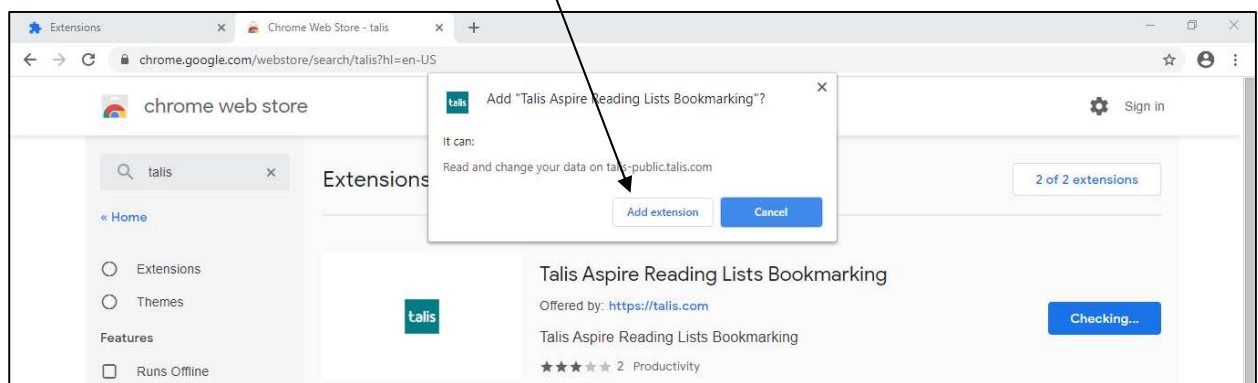 Extensions
Chrome Web Store - talis
chrome.google.com/webstore/search/talis?hl=en-US
talis
Add "Talis Aspire Reading Lists Bookmarking"?
It can:
Read and change your data on talis-public.talis.com
Add extension
Cancel
chrome web store
Sign in
talis
Extensions
2 of 2 extensions
« Home
Extensions
Themes
Features
Runs Offline
talis
Talis Aspire Reading Lists Bookmarking
Offered by: https://talis.com
Talis Aspire Reading Lists Bookmarking
2 Productivity
Checking...